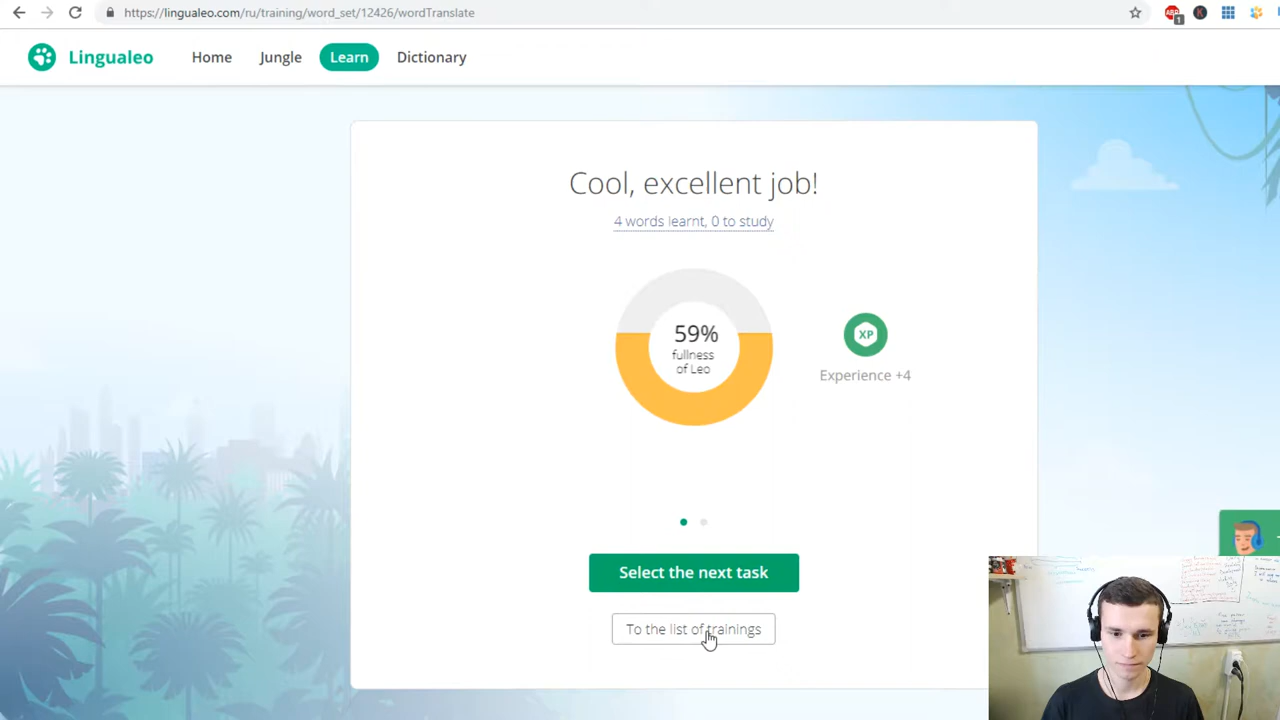 https://lingualeo.com/ru/training/word_set/12426/wordTranslate
ABP
1
K
Lingualeo
Home
Jungle
Learn
Dictionary
Cool, excellent job!
4 words learnt, 0 to study
59%
fullness
of Leo
XP
Experience +4
Select the next task
To the list of trainings